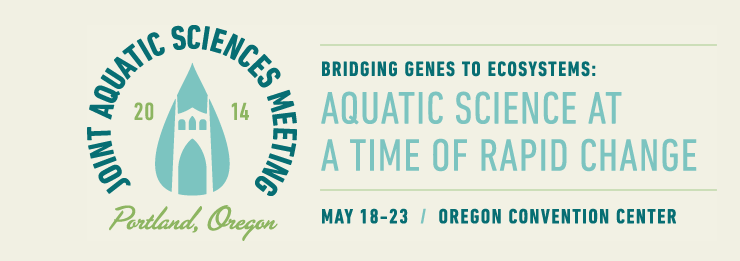 JOINT AQUATIC SCIENCES MEETING
20 14
Portland, Oregon
BRIDGING GENES TO ECOSYSTEMS:
AQUATIC SCIENCE AT
A TIME OF RAPID CHANGE
MAY 18-23 / OREGON CONVENTION CENTER